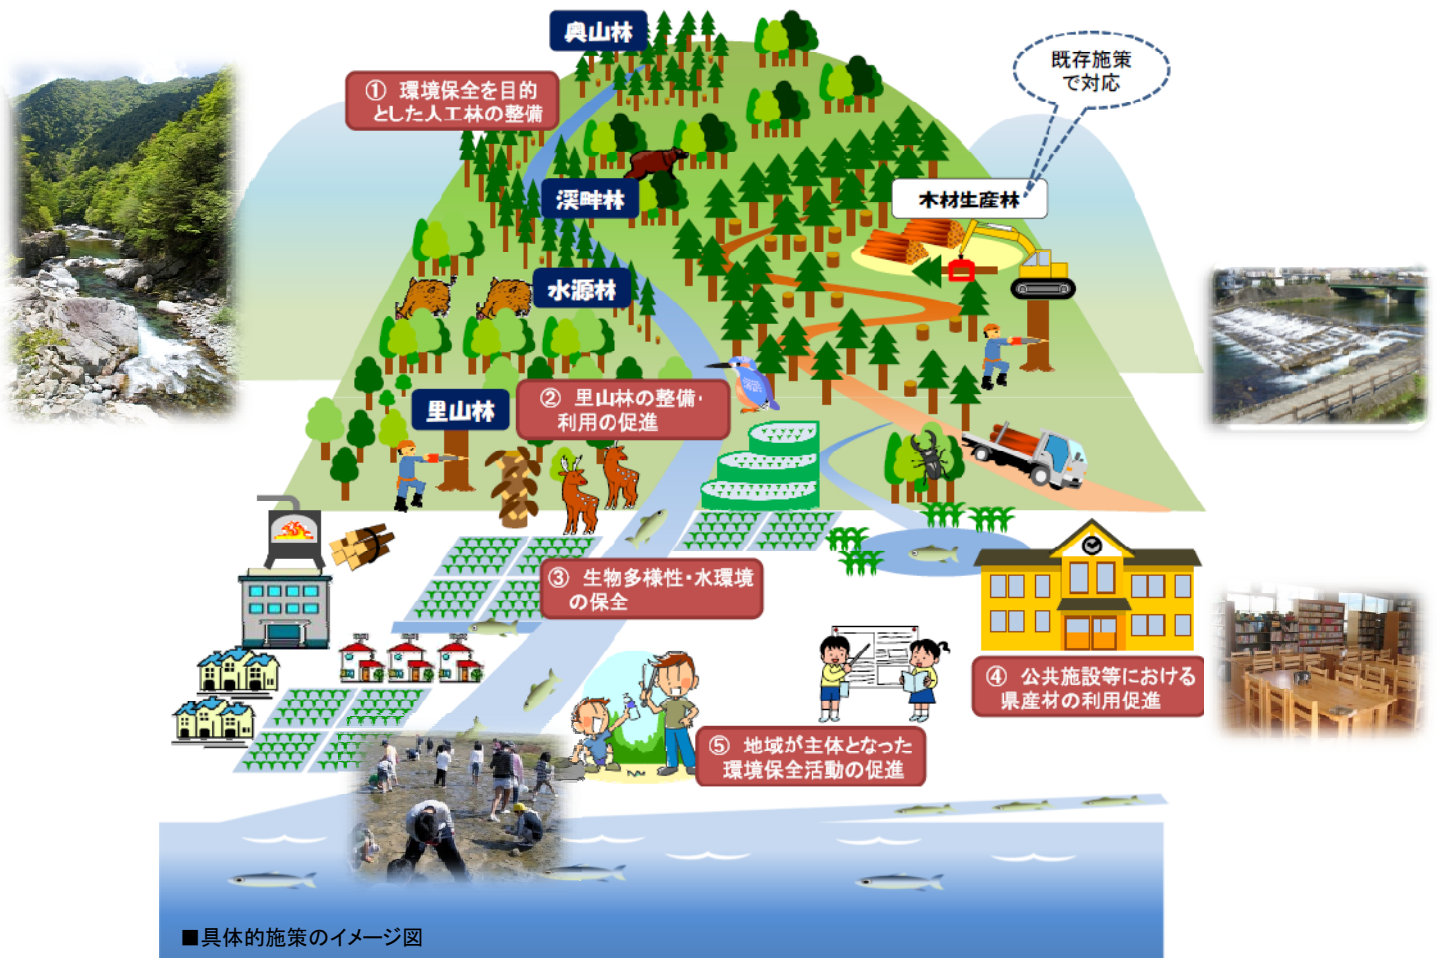 奥山林
① 環境保全を目的
とした人工林の整備
既存施策
で対応
渓畔林
木材生産林
水源林
② 里山林の整備・
利用の促進
里山林
③ 生物多様性・水環境
の保全
④ 公共施設等における
県産材の利用促進
⑤ 地域が主体となった
環境保全活動の促進
■具体的施策のイメージ図